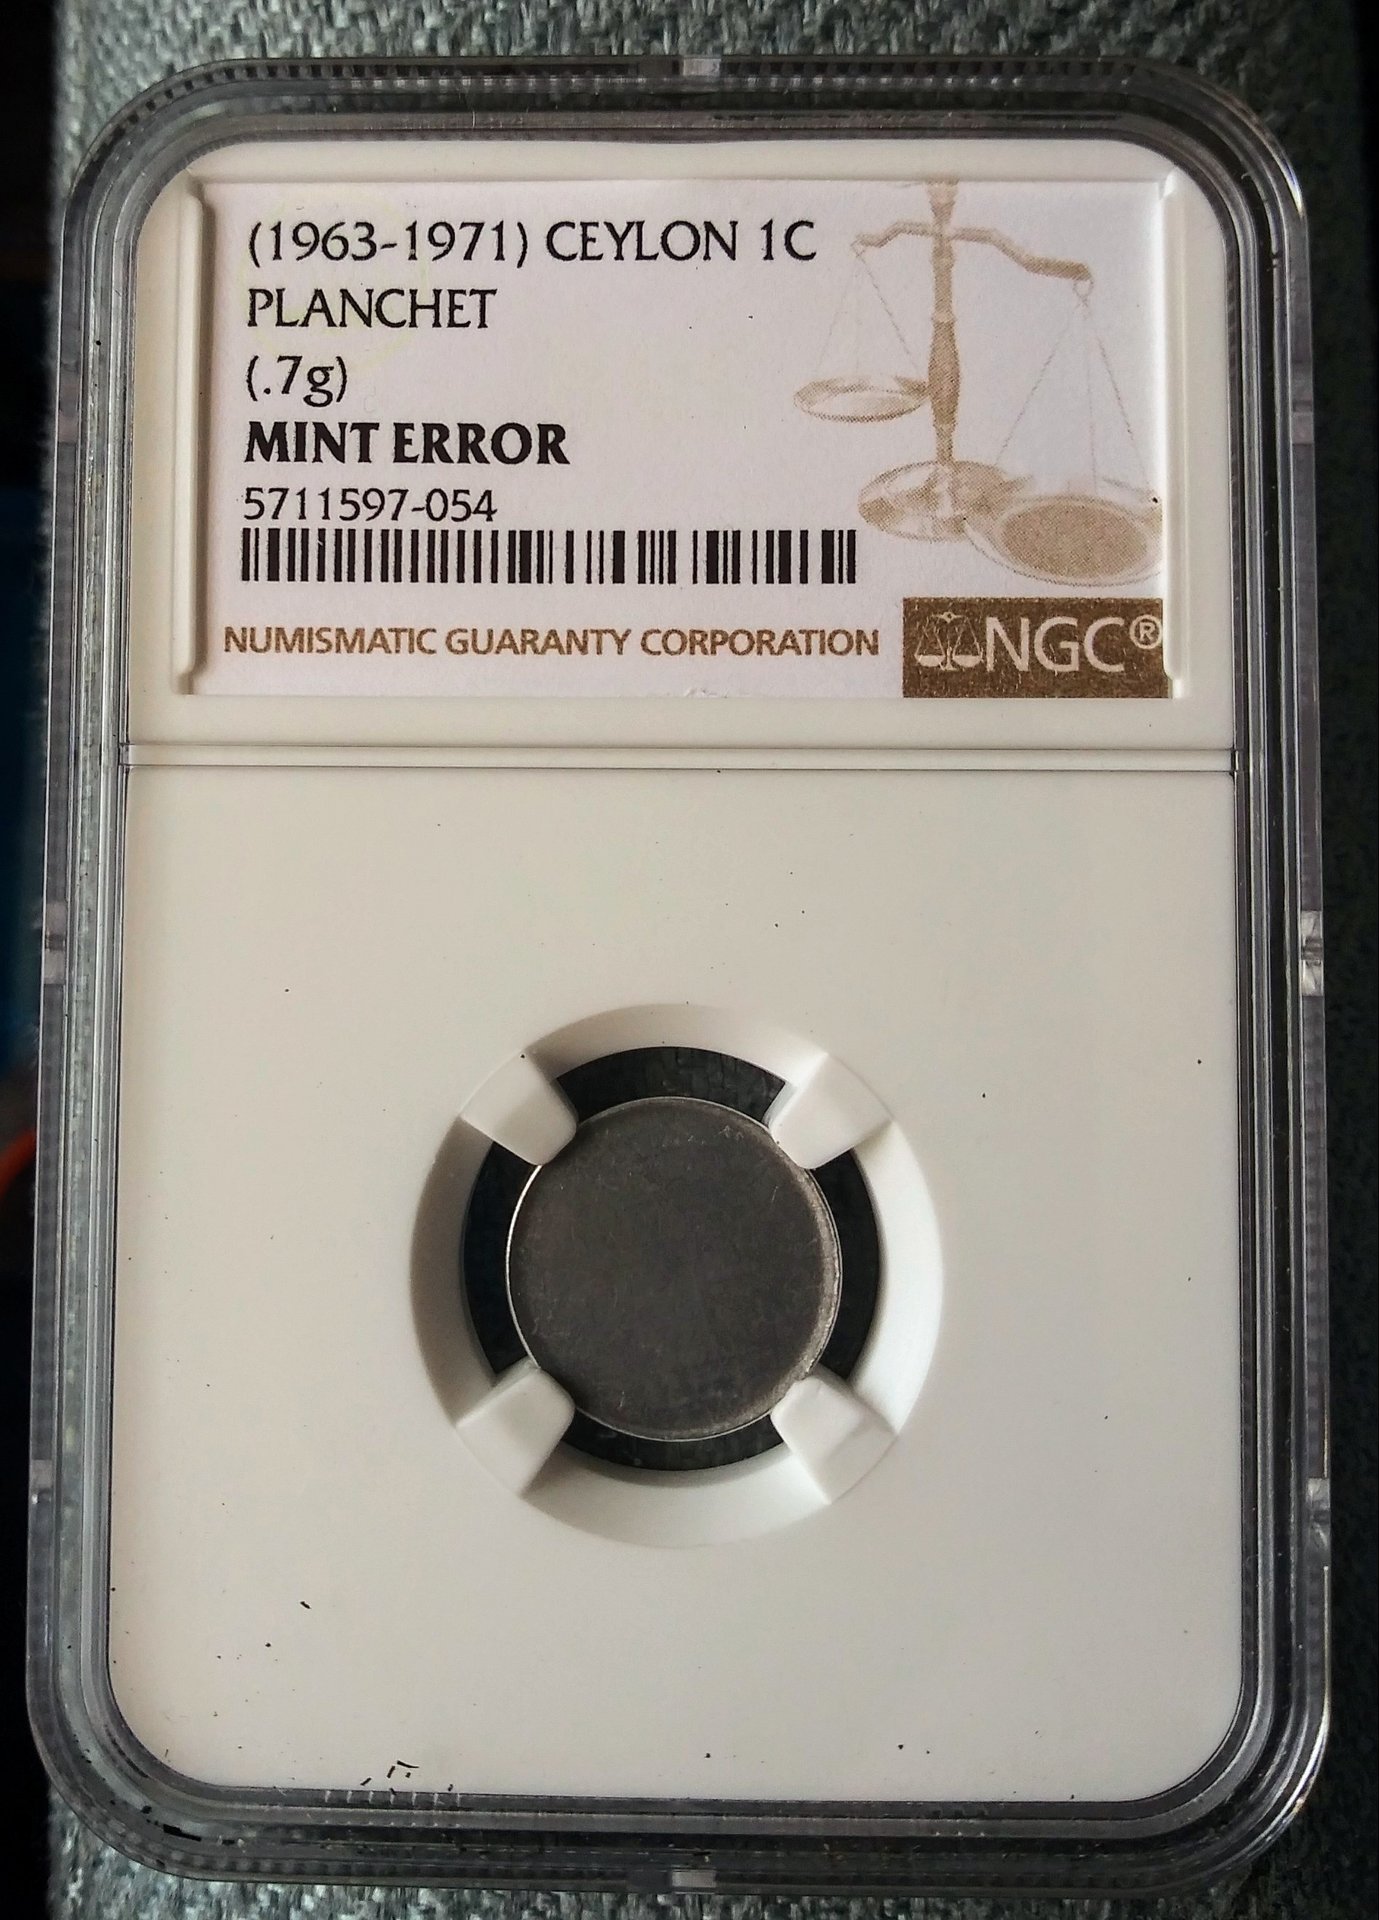 (1963-1971) CEYLON 1C
PLANCHET
(.7g)
MINT ERROR
5711597-054
NUMISMATIC GUARANTY CORPORATION NGC®